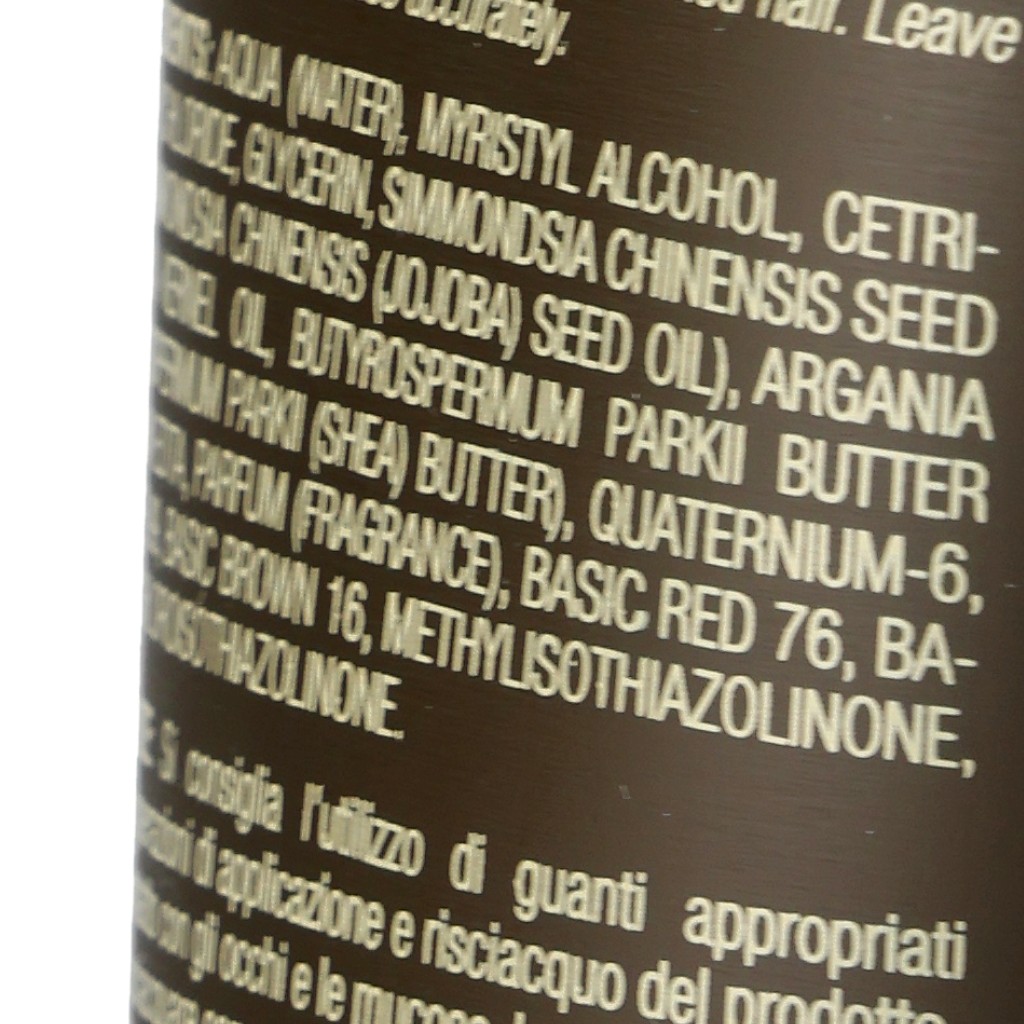 accurately. hair. Leave
AQUA (WATER), MYRISTYL ALCOHOL, CETRI-
GLYCERIN, SIMMONDSIA CHINENSIS SEED
CHINENSIS (JOJOBA) SEED OIL), ARGANIA
OIL, BUTYROSPERMUM PARKII BUTTER
PARKII (SHEA) BUTTER), QUATERNIUM-6,
PARFUM (FRAGRANCE), BASIC RED 76, BA-
BASIC BROWN 16, METHYLISOTHIAZOLINONE,
Si consiglia l'utilizzo di guanti appropriati
di applicazione e risciacquo del prodotto
con gli occhi e le